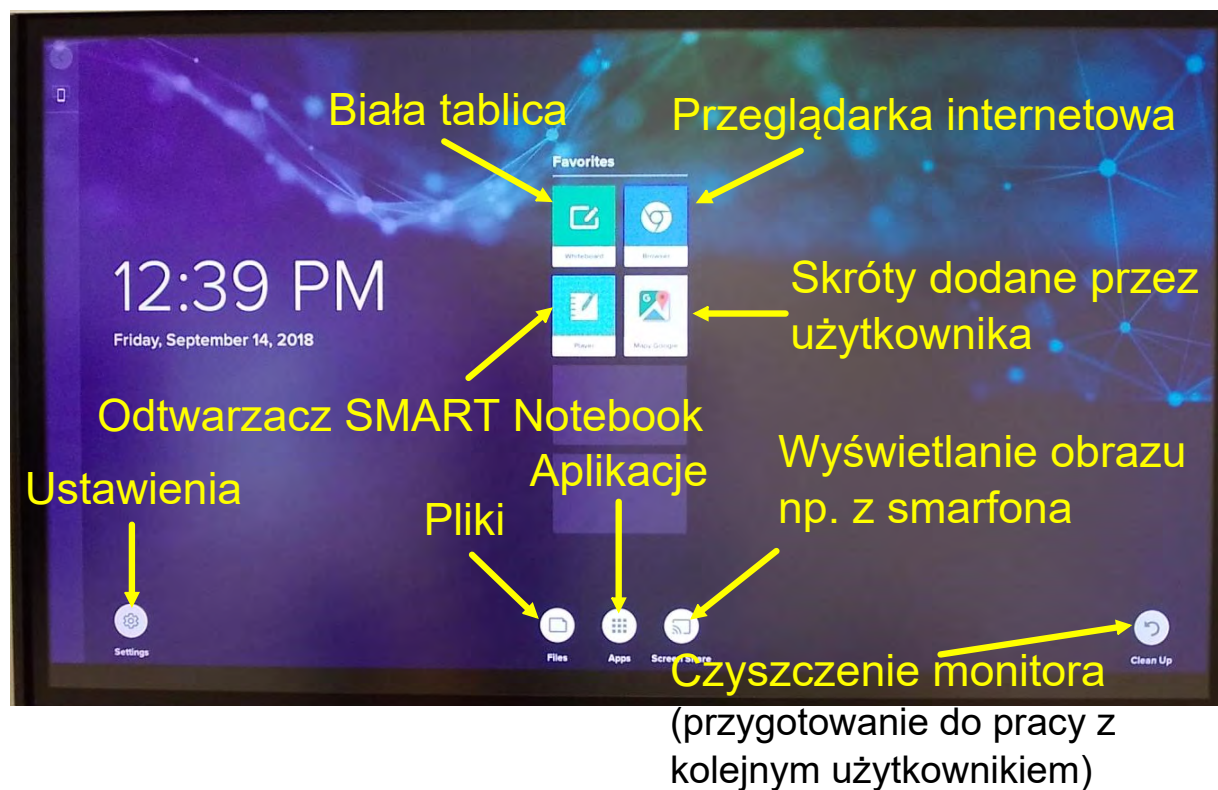 Biała tablica
Przeglądarka internetowa
Favorites
Whiteboard
Browser
12:39 PM
Friday, September 14, 2018
Skróty dodane przez
użytkownika
Player
Mapy Google
Odtwarzacz SMART Notebook
Aplikacje
Wyświetlanie obrazu
np. z smarfona
Ustawienia
Pliki
Settings
Files
Apps
Screen Share
Clean Up
Czyszczenie monitora
(przygotowanie do pracy z
kolejnym użytkownikiem)